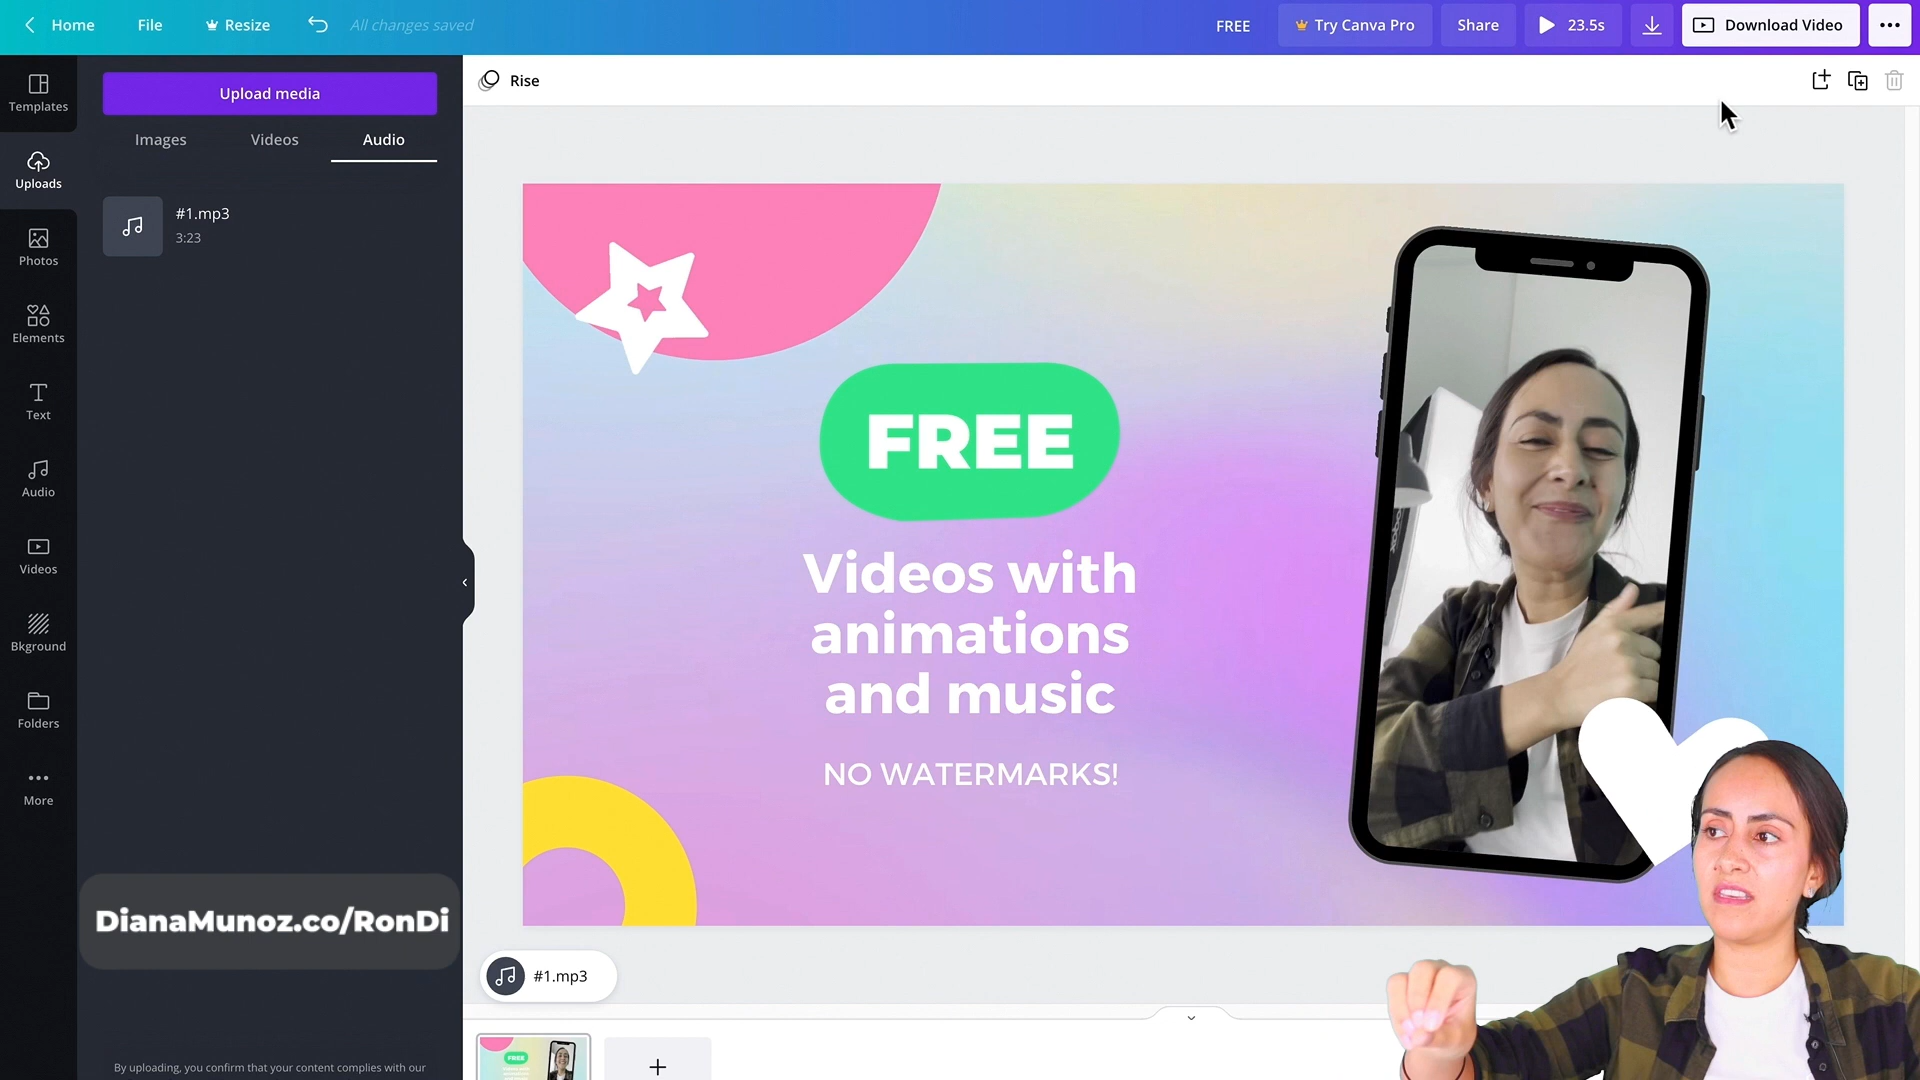 Home
File
Resize
All changes saved
FREE
Try Canva Pro
Share
23.5s
Download Video
Templates
Uploads
Photos
Elements
Text
Audio
Videos
Bkground
Folders
More
Upload media
Images
Videos
Audio
#1.mp3
3:23
DianaMunoz.co/RonDi
By uploading, you confirm that your content complies with our
Rise
FREE
Videos with
animations
and music
NO WATERMARKS!
#1.mp3
FREE